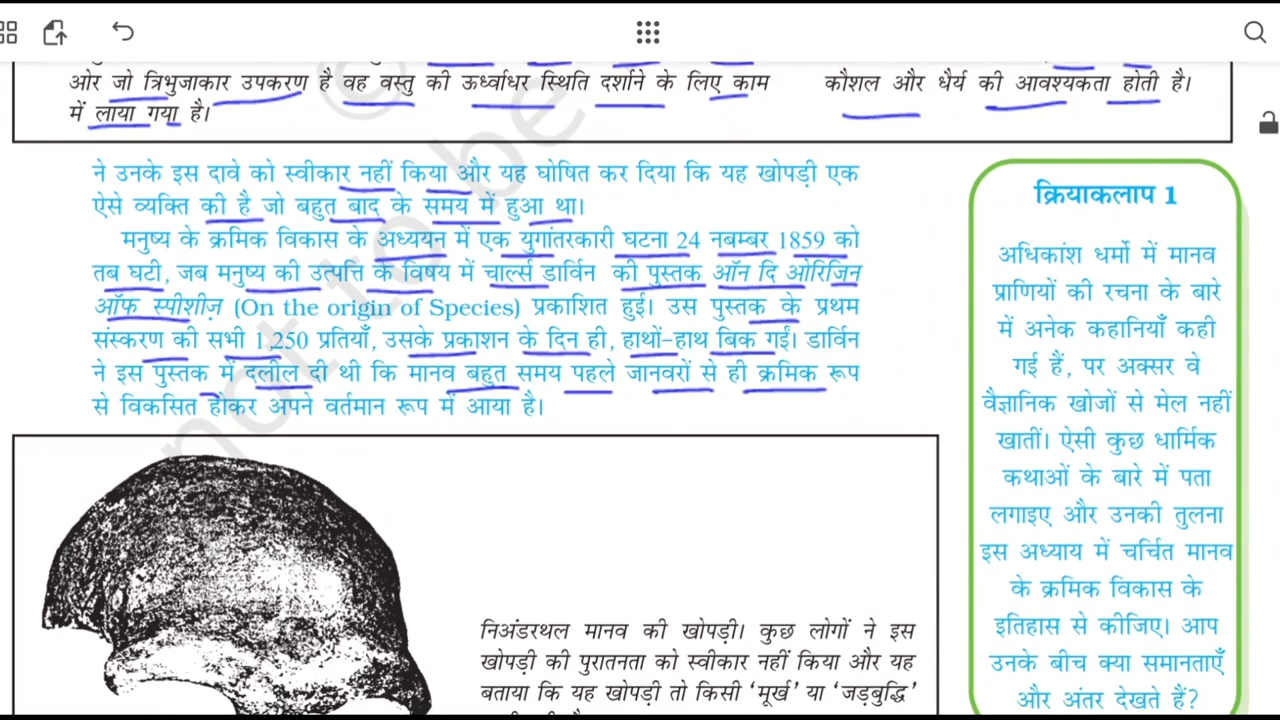 ओर जो त्रिभुजाकार उपकरण है वह वस्तु की ऊर्ध्वाधर स्थिति दर्शाने के लिए काम
में लाया गया है।
कौशल और धैर्य की आवश्यकता होती है।
ने उनके इस दावे को स्वीकार नहीं किया और यह घोषित कर दिया कि यह खोपड़ी एक
ऐसे व्यक्ति की है जो बहुत बाद के समय में हुआ था।
मनुष्य के क्रमिक विकास के अध्ययन में एक युगांतरकारी घटना 24 नवम्बर 1859 को
तब घटी, जब मनुष्य की उत्पत्ति के विषय में चार्ल्स डार्विन की पुस्तक ऑन दि ओरिजिन
ऑफ स्पीशीज़ (On the origin of Species) प्रकाशित हुई। उस पुस्तक के प्रथम
संस्करण की सभी 1,250 प्रतियाँ, उसके प्रकाशन के दिन ही, हाथों-हाथ बिक गईं। डार्विन
ने इस पुस्तक में दलील दी थी कि मानव बहुत समय पहले जानवरों से ही क्रमिक रूप
से विकसित होकर अपने वर्तमान रूप में आया है।
क्रियाकलाप 1
अधिकांश धर्मो में मानव
प्राणियों की रचना के बारे
में अनेक कहानियाँ कही
गई हैं, पर अक्सर वे
वैज्ञानिक खोजों से मेल नहीं
खातीं। ऐसी कुछ धार्मिक
कथाओं के बारे में पता
लगाइए और उनकी तुलना
इस अध्याय में चर्चित मानव
के क्रमिक विकास के
इतिहास से कीजिए। आप
उनके बीच क्या समानताएँ
और अंतर देखते हैं?
निअंडरथल मानव की खोपड़ी। कुछ लोगों ने इस
खोपड़ी की पुरातनता को स्वीकार नहीं किया और यह
बताया कि यह खोपड़ी तो किसी ‘मूर्ख’ या ‘जड़बुद्धि’
not to be